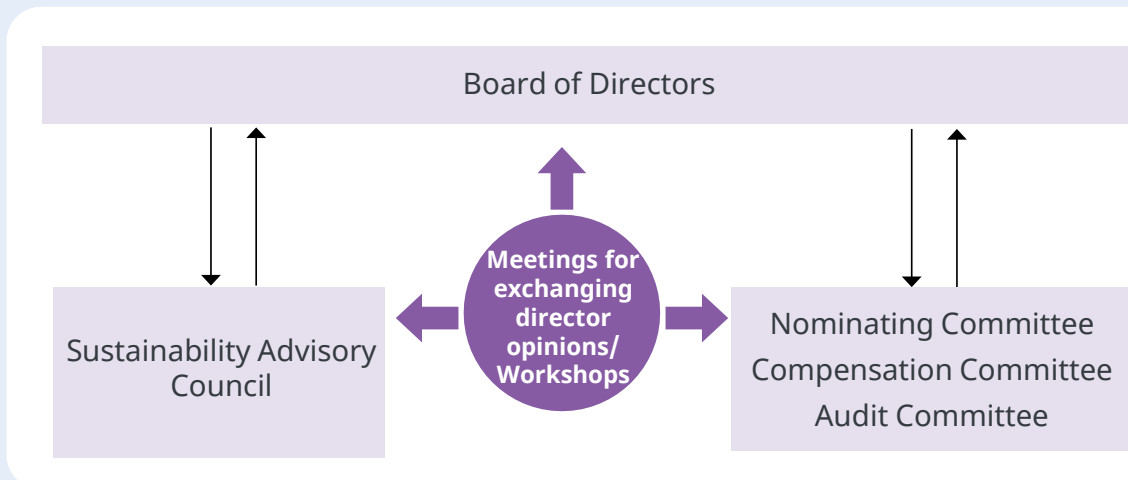 Board of Directors
Meetings for
exchanging
director
opinions/
Workshops
Sustainability Advisory
Council
Nominating Committee
Compensation Committee
Audit Committee